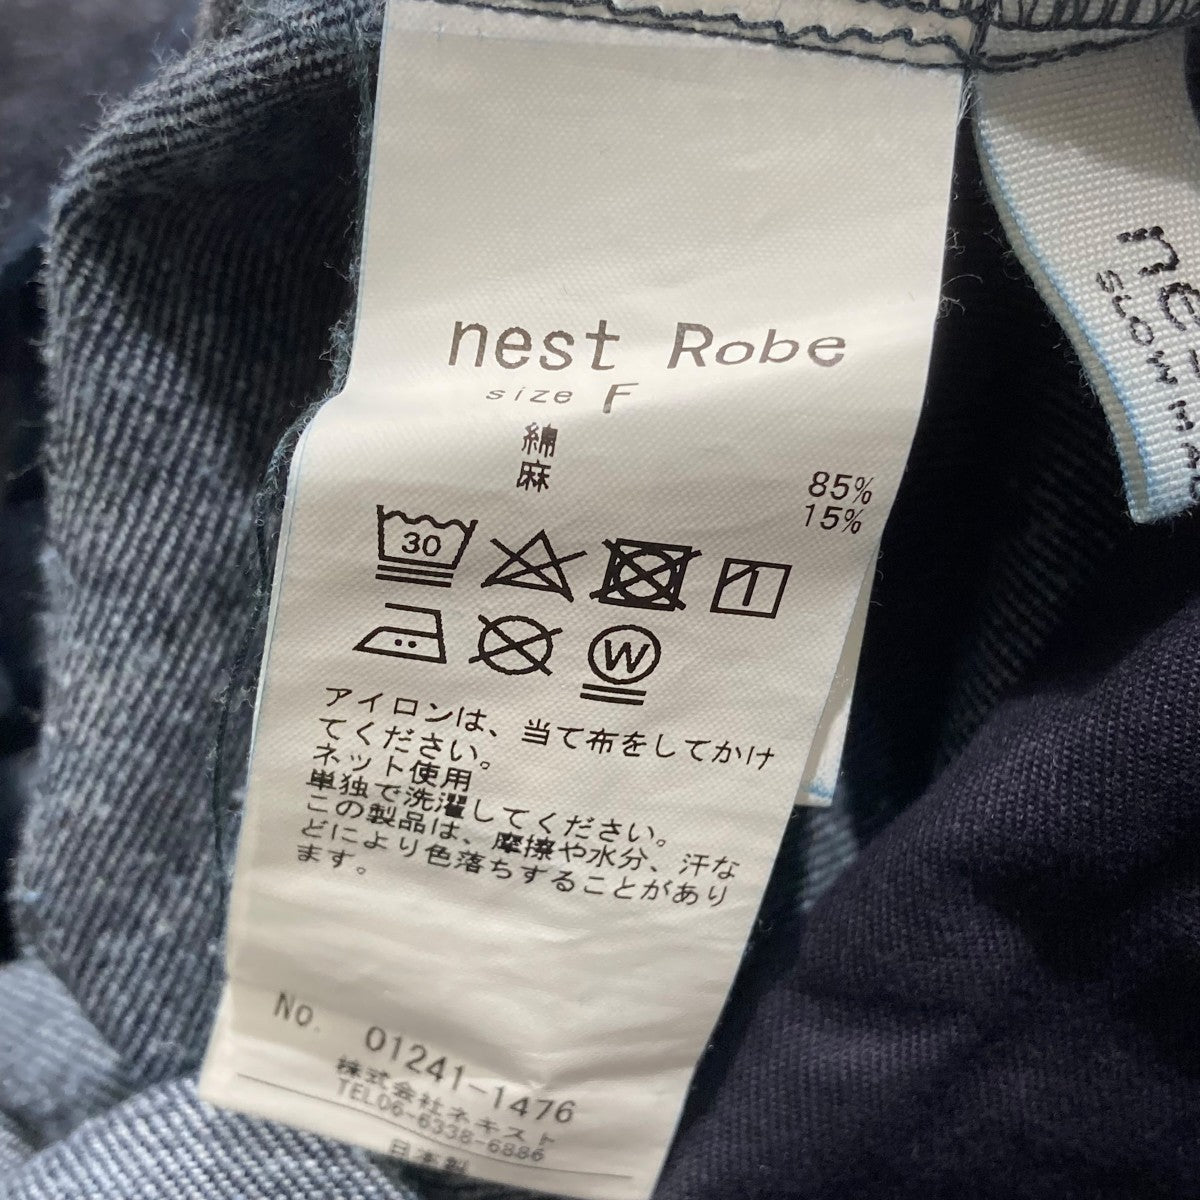 nest Robe
size F
綿 85%
麻 15%
30
1
W
アイロンは、当て布をしてかけ
てください。
ネット使用
単独で洗濯してください。
この製品は、摩擦や水分、汗な
どにより色落ちすることがあり
ます。
No. 01241-1476
株式会社ネキスト
TEL06-6338-6886
日本製
SLOW